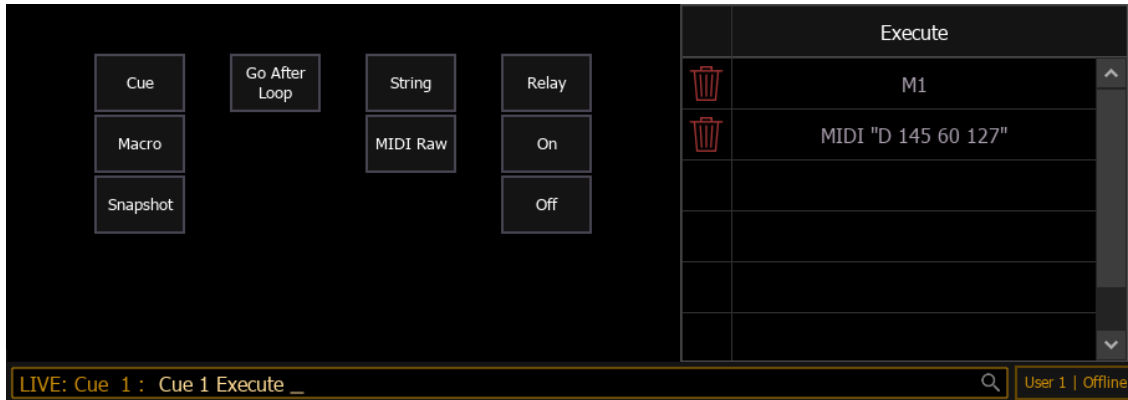 Execute
Cue
Go After
Loop
String
Relay
M1
Macro
MIDI Raw
On
MIDI "D 145 60 127"
Snapshot
Off
LIVE: Cue 1 : Cue 1 Execute _
User 1 | Offline